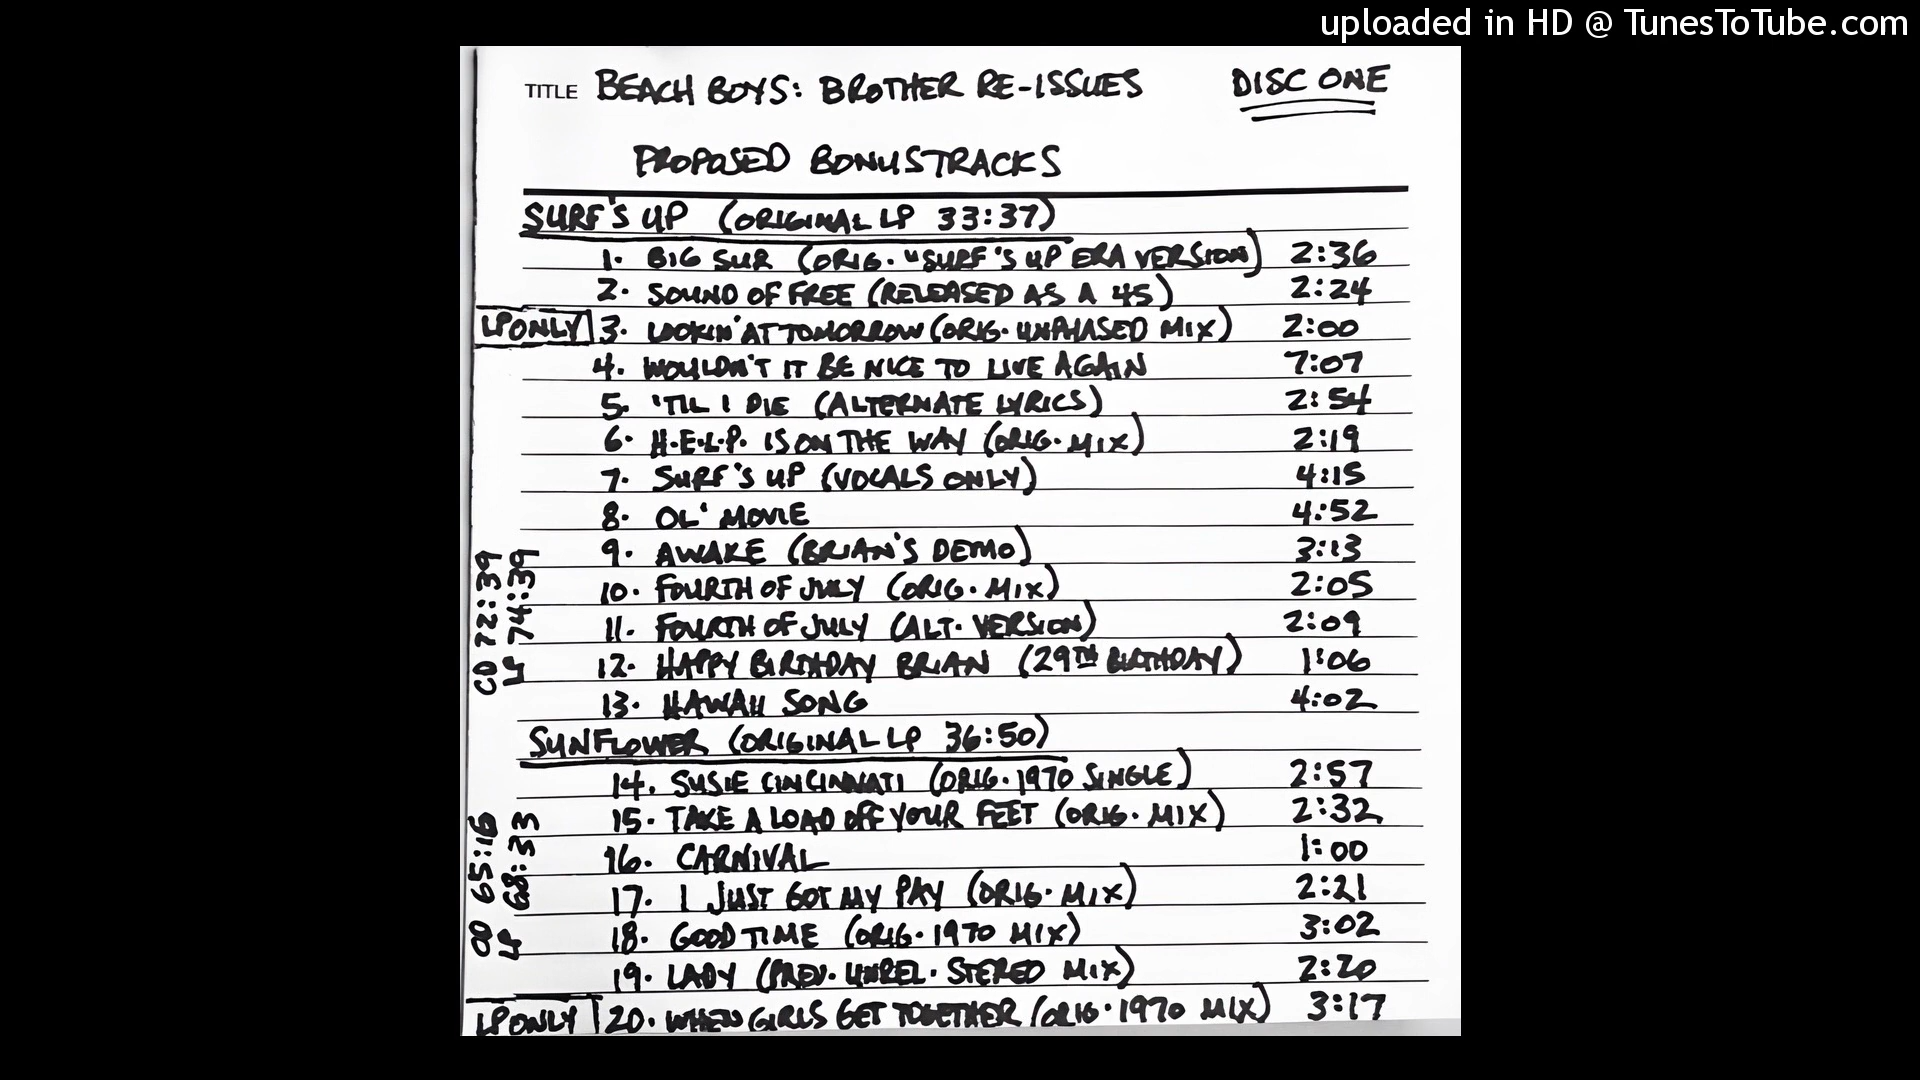 uploaded in HD @ TunesToTube.com
TITLE BEACH BOYS: BROTHER RE-ISSUES DISC ONE
PROPOSED BONUS TRACKS
SURF'S UP (ORIGINAL LP 33:37)
1. BIG SUR (ORIG. "SURF'S UP ERA VERSION) 2:36
2. SOUND OF FREE (RELEASED AS A 45) 2:24
LP ONLY 3. LOOKIN' AT TOMORROW (ORIG. UNPHASED MIX) 2:00
4. WOULDN'T IT BE NICE TO LIVE AGAIN 7:07
5. 'TIL I DIE (ALTERNATE LYRICS) 2:54
6. H.E.L.P. IS ON THE WAY (ORIG. MIX) 2:19
7. SURF'S UP (VOCALS ONLY) 4:15
8. OL' MOVIE 4:52
9. AWAKE (BRIAN'S DEMO) 3:13
10. FOURTH OF JULY (ORIG. MIX) 2:05
11. FOURTH OF JULY (ALT. VERSION) 2:09
12. HAPPY BIRTHDAY BRIAN (29TH BIRTHDAY) 1:06
13. HAWAII SONG 4:02
CD 72:39
LP 74:39
SUNFLOWER (ORIGINAL LP 36:50)
14. SUSIE CINCINNATI (ORIG. 1970 SINGLE) 2:57
15. TAKE A LOAD OFF YOUR FEET (ORIG. MIX) 2:32
16. CARNIVAL 1:00
17. I JUST GOT MY PAY (ORIG. MIX) 2:21
18. GOOD TIME (ORIG. 1970 MIX) 3:02
19. LADY (PREV. UNREL. STEREO MIX) 2:20
LP ONLY 20. WHEN GIRLS GET TOGETHER (ORIG. 1970 MIX) 3:17
CD 65:16
LP 68:33